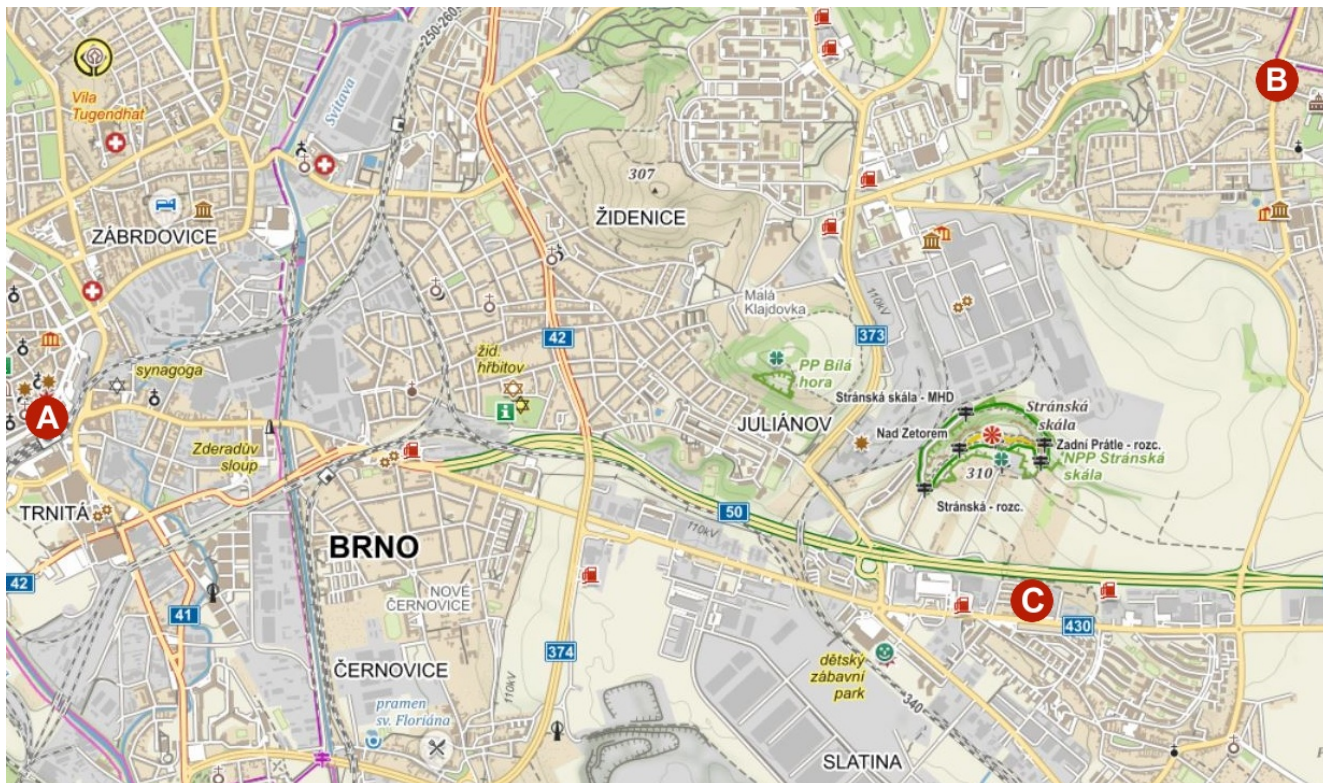 250-260
B
Vila
Tugendhat
Svitava
307
ŽIDENICE
ZÁBRDOVICE
Malá
Klajdovka
110kV
42
373
synagoga
žid.
hřbitov
PP Bílá
hora
Stránská skála - MHD
Stránská
skála
A
JULIÁNOV
Nad Zetorem
Zadní Prátle - rozc.
NPP Stránská
skála
310
Zderadův
sloup
Stránská - rozc.
TRNITÁ
50
110kV
BRNO
42
NOVÉ
ČERNOVICE
C
41
430
374
ČERNOVICE
dětský
zábavní
park
110kV
340
pramen
sv. Floriána
SLATINA